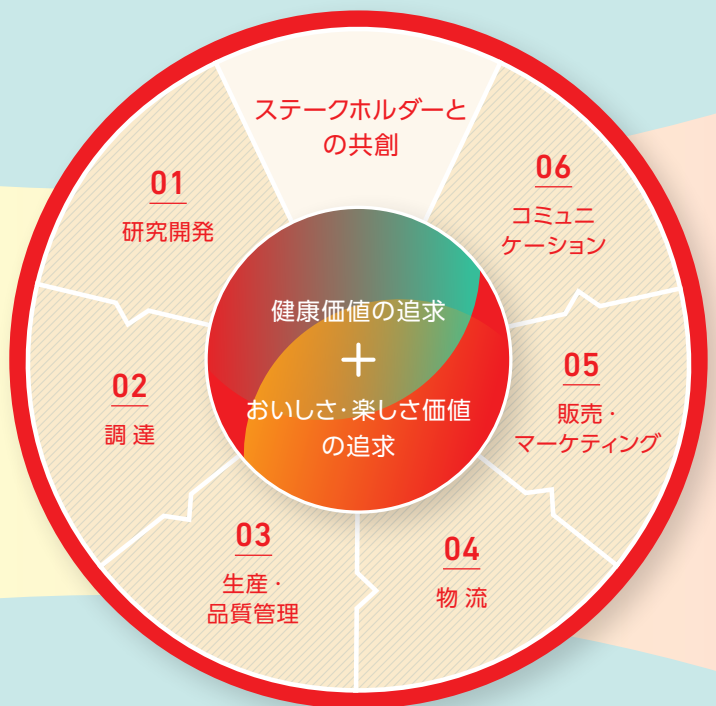 ステークホルダーと
の共創
01
研究開発
02
調達
03
生産・
品質管理
04
物流
05
販売・
マーケティング
06
コミュニ
ケーション
健康価値の追求
+
おいしさ・楽しさ価値
の追求